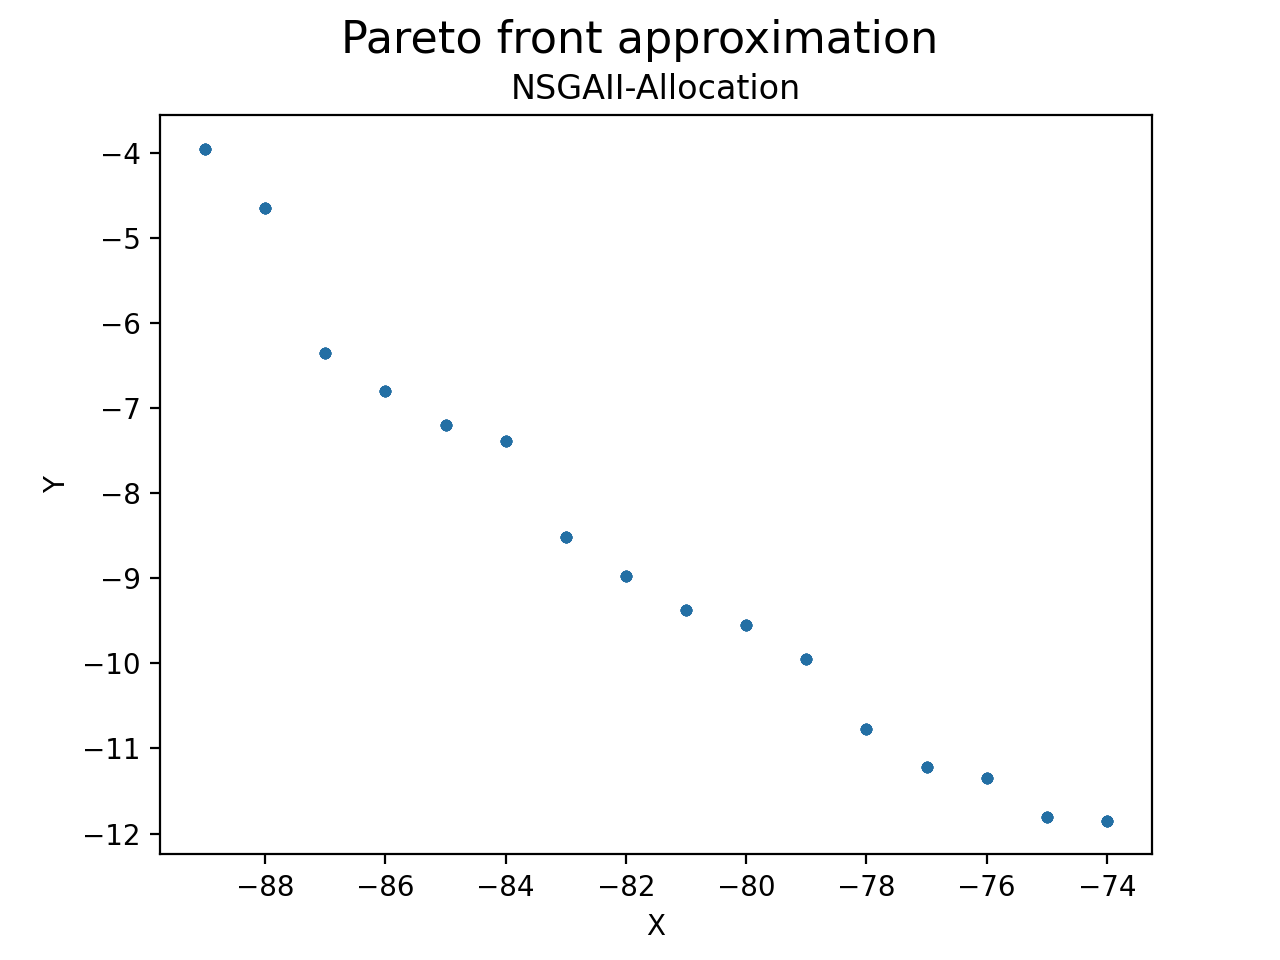 Pareto front approximation
NSGAII-Allocation
−4
−5
−6
−7
−8
−9
−10
−11
−12
Y
−88 −86 −84 −82 −80 −78 −76 −74
X